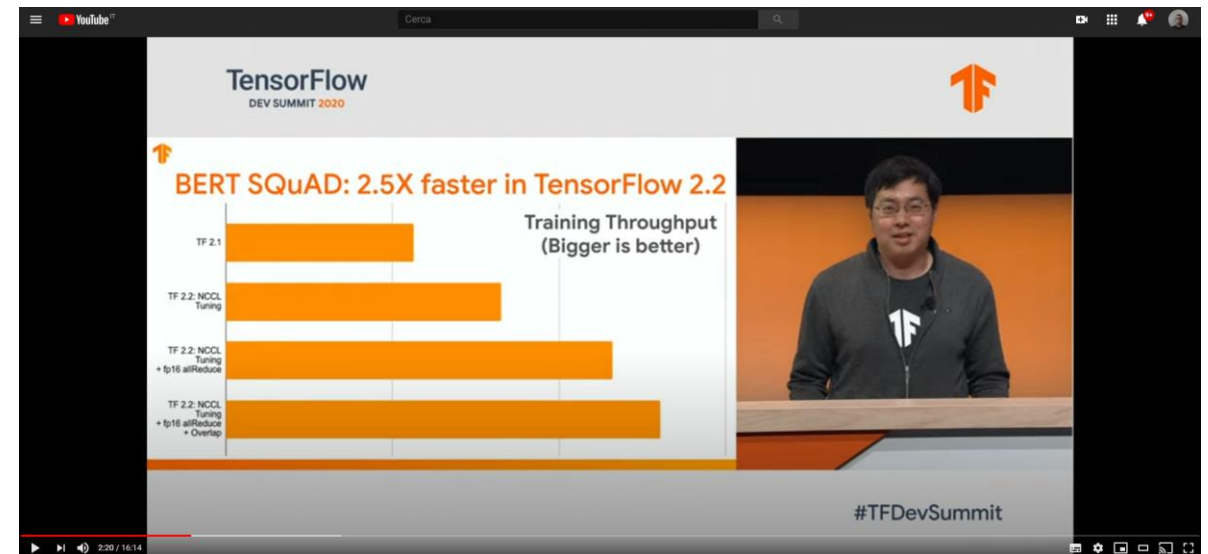 YouTube IT
Cerca
9+
TensorFlow
DEV SUMMIT 2020
BERT SQuAD: 2.5X faster in TensorFlow 2.2
Training Throughput
(Bigger is better)
TF 2.1
TF 2.2: NCCL
Tuning
TF 2.2: NCCL
Tuning
+ fp16 allReduce
TF 2.2: NCCL
Tuning
+ fp16 allReduce
+ Overlap
#TFDevSummit
2:20 / 16:14